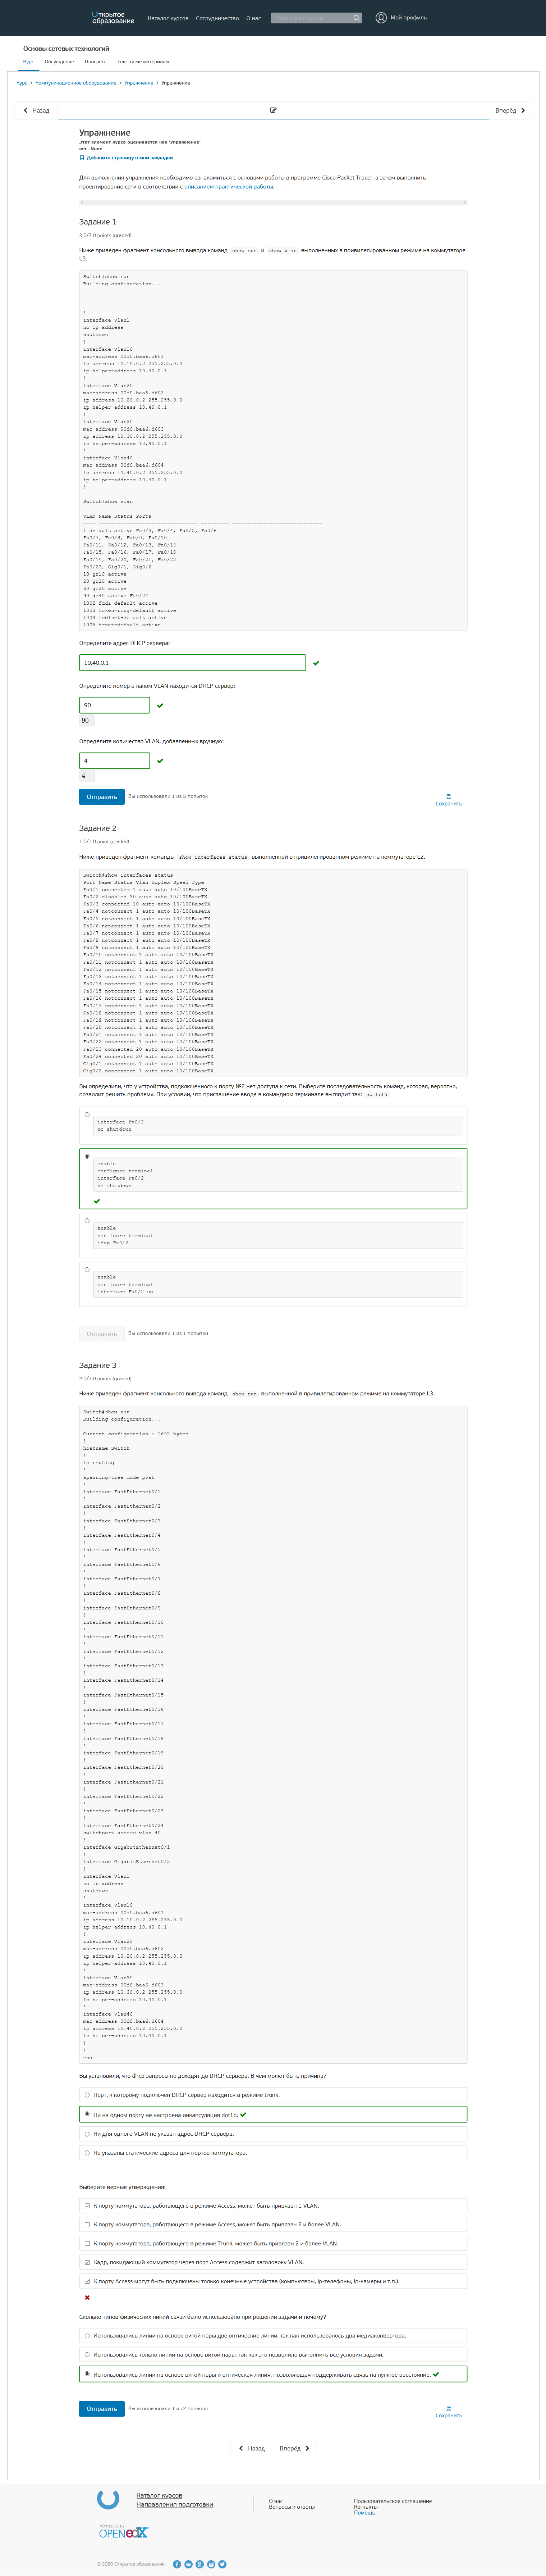 Открытое
образование
Каталог курсов
Сотрудничество
О нас
Мой профиль
Основы сетевых технологий
Курс
Обсуждение
Прогресс
Текстовые материалы
Курс > Коммуникационное оборудование > Упражнения > Упражнение
Назад
Вперёд
Упражнение
Этот элемент курса оценивается как "Упражнение"
вес: None
Добавить страницу в мои закладки
Для выполнения упражнения необходимо ознакомиться с основами работы в программе Cisco Packet Tracer, а затем выполнить
проектирование сети в соответствии с описанием практической работы.
Задание 1
3.0/3.0 points (graded)
Ниже приведен фрагмент консольного вывода команд show run и show vlan выполненных в привилегированном режиме на коммутаторе
L3.
Switch#show run
Building configuration...
…
!
interface Vlan1
no ip address
shutdown
!
interface Vlan10
mac-address 00d0.baa6.d601
ip address 10.10.0.2 255.255.0.0
ip helper-address 10.40.0.1
!
interface Vlan20
mac-address 00d0.baa6.d602
ip address 10.20.0.2 255.255.0.0
ip helper-address 10.40.0.1
!
interface Vlan30
mac-address 00d0.baa6.d603
ip address 10.30.0.2 255.255.0.0
ip helper-address 10.40.0.1
!
interface Vlan40
mac-address 00d0.baa6.d604
ip address 10.40.0.2 255.255.0.0
ip helper-address 10.40.0.1
!
Switch#show vlan
VLAN Name Status Ports
---- -------------------------------- --------- -----------------------------
1 default active Fa0/3, Fa0/4, Fa0/5, Fa0/6
Fa0/7, Fa0/8, Fa0/9, Fa0/10
Fa0/11, Fa0/12, Fa0/13, Fa0/14
Fa0/15, Fa0/16, Fa0/17, Fa0/18
Fa0/19, Fa0/20, Fa0/21, Fa0/22
Fa0/23, Gig0/1, Gig0/2
10 gr10 active
20 gr20 active
30 gr30 active
90 gr40 active Fa0/24
1002 fddi-default active
1003 token-ring-default active
1004 fddinet-default active
1005 trnet-default active
Определите адрес DHCP сервера:
10.40.0.1
Определите номер в каком VLAN находится DHCP сервер:
90
90
Определите количество VLAN, добавленных вручную:
4
4
Отправить
Вы использовали 1 из 5 попыток
Сохранить
Задание 2
1.0/1.0 point (graded)
Ниже приведен фрагмент команды show interfaces status выполненной в привилегированном режиме на коммутаторе L2.
Switch#show interfaces status
Port Name Status Vlan Duplex Speed Type
Fa0/1 connected 1 auto auto 10/100BaseTX
Fa0/2 disabled 30 auto auto 10/100BaseTX
Fa0/3 connected 10 auto auto 10/100BaseTX
Fa0/4 notconnect 1 auto auto 10/100BaseTX
Fa0/5 notconnect 1 auto auto 10/100BaseTX
Fa0/6 notconnect 1 auto auto 10/100BaseTX
Fa0/7 notconnect 1 auto auto 10/100BaseTX
Fa0/8 notconnect 1 auto auto 10/100BaseTX
Fa0/9 notconnect 1 auto auto 10/100BaseTX
Fa0/10 notconnect 1 auto auto 10/100BaseTX
Fa0/11 notconnect 1 auto auto 10/100BaseTX
Fa0/12 notconnect 1 auto auto 10/100BaseTX
Fa0/13 notconnect 1 auto auto 10/100BaseTX
Fa0/14 notconnect 1 auto auto 10/100BaseTX
Fa0/15 notconnect 1 auto auto 10/100BaseTX
Fa0/16 notconnect 1 auto auto 10/100BaseTX
Fa0/17 notconnect 1 auto auto 10/100BaseTX
Fa0/18 notconnect 1 auto auto 10/100BaseTX
Fa0/19 notconnect 1 auto auto 10/100BaseTX
Fa0/20 notconnect 1 auto auto 10/100BaseTX
Fa0/21 notconnect 1 auto auto 10/100BaseTX
Fa0/22 notconnect 1 auto auto 10/100BaseTX
Fa0/23 connected 20 auto auto 10/100BaseTX
Fa0/24 connected 20 auto auto 10/100BaseTX
Gig0/1 notconnect 1 auto auto 10/100BaseTX
Gig0/2 notconnect 1 auto auto 10/100BaseTX
Вы определили, что у устройства, подключенного к порту №2 нет доступа к сети. Выберите последовательность команд, которая, вероятно,
позволит решить проблему. При условии, что приглашение ввода в командном терминале выглядит так: switch>
interface Fa0/2
no shutdown
enable
configure terminal
interface Fa0/2
no shutdown
enable
configure terminal
ifup Fa0/2
enable
configure terminal
interface Fa0/2 up
Отправить
Вы использовали 1 из 1 попытки
Задание 3
2.0/3.0 points (graded)
Ниже приведен фрагмент консольного вывода команд show run выполненной в привилегированном режиме на коммутаторе L3.
Switch#show run
Building configuration...
Current configuration : 1692 bytes
!
hostname Switch
!
ip routing
!
spanning-tree mode pvst
!
interface FastEthernet0/1
!
interface FastEthernet0/2
!
interface FastEthernet0/3
!
interface FastEthernet0/4
!
interface FastEthernet0/5
!
interface FastEthernet0/6
!
interface FastEthernet0/7
!
interface FastEthernet0/8
!
interface FastEthernet0/9
!
interface FastEthernet0/10
!
interface FastEthernet0/11
!
interface FastEthernet0/12
!
interface FastEthernet0/13
!
interface FastEthernet0/14
!
interface FastEthernet0/15
!
interface FastEthernet0/16
!
interface FastEthernet0/17
!
interface FastEthernet0/18
!
interface FastEthernet0/19
!
interface FastEthernet0/20
!
interface FastEthernet0/21
!
interface FastEthernet0/22
!
interface FastEthernet0/23
!
interface FastEthernet0/24
switchport access vlan 40
!
interface GigabitEthernet0/1
!
interface GigabitEthernet0/2
!
interface Vlan1
no ip address
shutdown
!
interface Vlan10
mac-address 00d0.baa6.d601
ip address 10.10.0.2 255.255.0.0
ip helper-address 10.40.0.1
!
interface Vlan20
mac-address 00d0.baa6.d602
ip address 10.20.0.2 255.255.0.0
ip helper-address 10.40.0.1
!
interface Vlan30
mac-address 00d0.baa6.d603
ip address 10.30.0.2 255.255.0.0
ip helper-address 10.40.0.1
!
interface Vlan40
mac-address 00d0.baa6.d604
ip address 10.40.0.2 255.255.0.0
ip helper-address 10.40.0.1
!
!
end
Вы установили, что dhcp запросы не доходят до DHCP сервера. В чем может быть причина?
Порт, к которому подключён DHCP сервер находится в режиме trunk.
Ни на одном порту не настроена инкапсуляция dot1q.
Ни для одного VLAN не указан адрес DHCP сервера.
Не указаны статические адреса для портов коммутатора.
Выберите верные утверждения:
К порту коммутатора, работающего в режиме Access, может быть привязан 1 VLAN.
К порту коммутатора, работающего в режиме Access, может быть привязан 2 и более VLAN.
К порту коммутатора, работающего в режиме Trunk, может быть привязан 2 и более VLAN.
Кадр, покидающий коммутатор через порт Access содержит заголовок VLAN.
К порту Access могут быть подключены только конечные устройства (компьютеры, ip-телефоны, ip-камеры и т.п.).
Сколько типов физических линий связи было использовано при решении задачи и почему?
Использовались линии на основе витой пары две оптические линии, так как использовалось два медиаконвертора.
Использовались только линии на основе витой пары, так как это позволило выполнить все условия задачи.
Использовались линии на основе витой пары и оптическая линия, позволяющая поддерживать связь на нужное расстояние.
Отправить
Вы использовали 1 из 2 попыток
Сохранить
Назад
Вперёд
Каталог курсов
Направления подготовки
О нас
Вопросы и ответы
Пользовательское соглашение
Контакты
Помощь
POWERED BY
OPEN edX
© 2020 Открытое образование